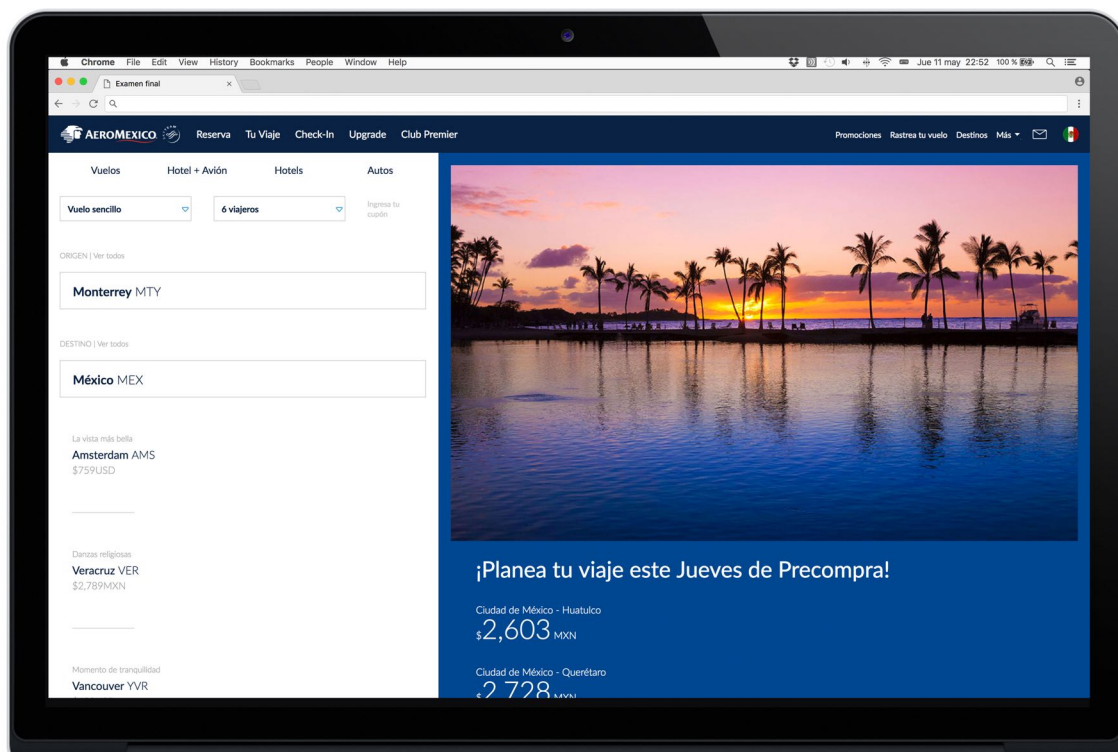 Chrome File Edit View History Bookmarks People Window Help
Jue 11 may 22:52 100 %
Examen final
AEROMEXICO Reserva Tu Viaje Check-In Upgrade Club Premier
Promociones Rastrea tu vuelo Destinos Más
Vuelos Hotel + Avión Hotels Autos
Vuelo sencillo 6 viajeros Ingresa tu
cupón
ORIGEN | Ver todos
Monterrey MTY
DESTINO | Ver todos
México MEX
La vista más bella
Amsterdam AMS
$759USD
Danzas religiosas
Veracruz VER
$2,789MXN
Momento de tranquilidad
Vancouver YVR
¡Planea tu viaje este Jueves de Precompra!
Ciudad de México - Huatulco
$2,603 MXN
Ciudad de México - Querétaro
$2,728 MXN